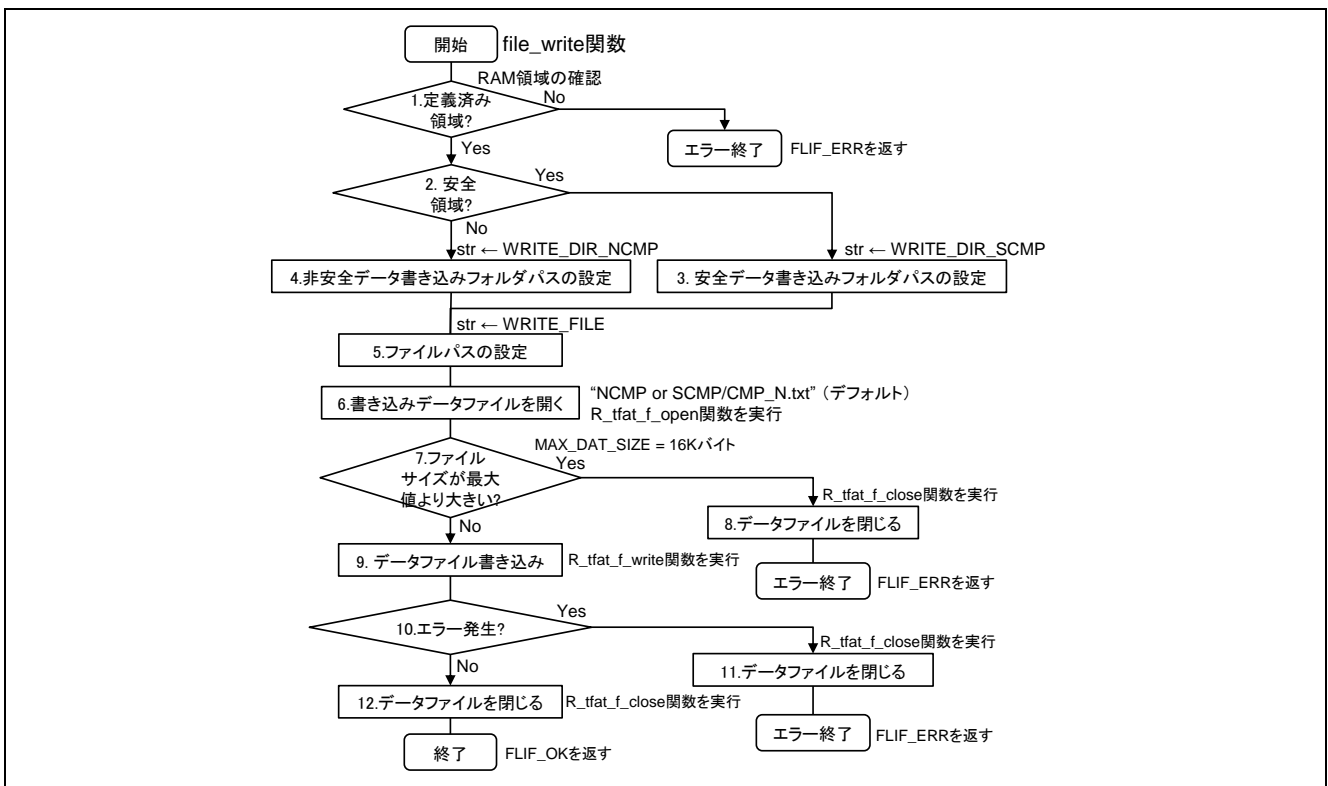 開始
file_write関数
RAM領域の確認
1.定義済み
領域?
No
Yes
エラー終了
FLIF_ERRを返す
2. 安全
領域?
Yes
No
str ← WRITE_DIR_NCMP
str ← WRITE_DIR_SCMP
4.非安全データ書き込みフォルダパスの設定
3. 安全データ書き込みフォルダパスの設定
str ← WRITE_FILE
5.ファイルパスの設定
6.書き込みデータファイルを開く
“NCMP or SCMP/CMP_N.txt”（デフォルト）
R_tfat_f_open関数を実行
MAX_DAT_SIZE = 16Kバイト
7.ファイル
サイズが最大
値より大きい?
Yes
No
R_tfat_f_close関数を実行
8.データファイルを閉じる
9. データファイル書き込み
R_tfat_f_write関数を実行
エラー終了
FLIF_ERRを返す
10.エラー発生?
Yes
No
R_tfat_f_close関数を実行
11.データファイルを閉じる
12.データファイルを閉じる
R_tfat_f_close関数を実行
エラー終了
FLIF_ERRを返す
終了
FLIF_OKを返す